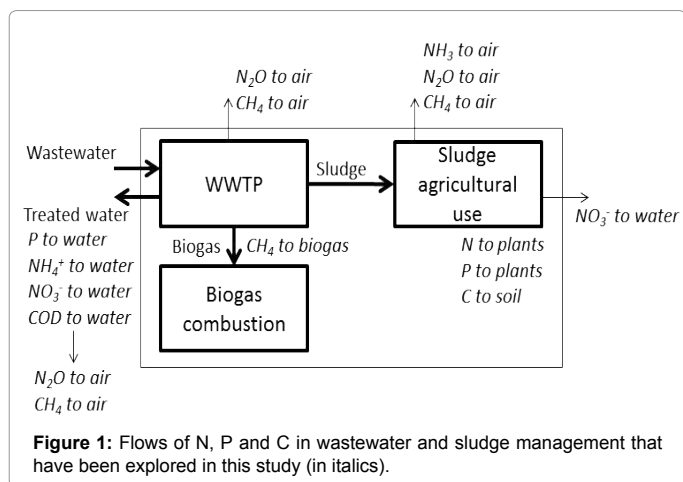 NH₃ to air
N₂O to air
CH₄ to air
N₂O to air
CH₄ to air
Wastewater
WWTP
Sludge
Sludge
agricultural
use
NO₃⁻ to water
Treated water
P to water
NH₄⁺ to water
NO₃⁻ to water
COD to water
Biogas
CH₄ to biogas
Biogas
combustion
N to plants
P to plants
C to soil
N₂O to air
CH₄ to air
Figure 1: Flows of N, P and C in wastewater and sludge management that
have been explored in this study (in italics).